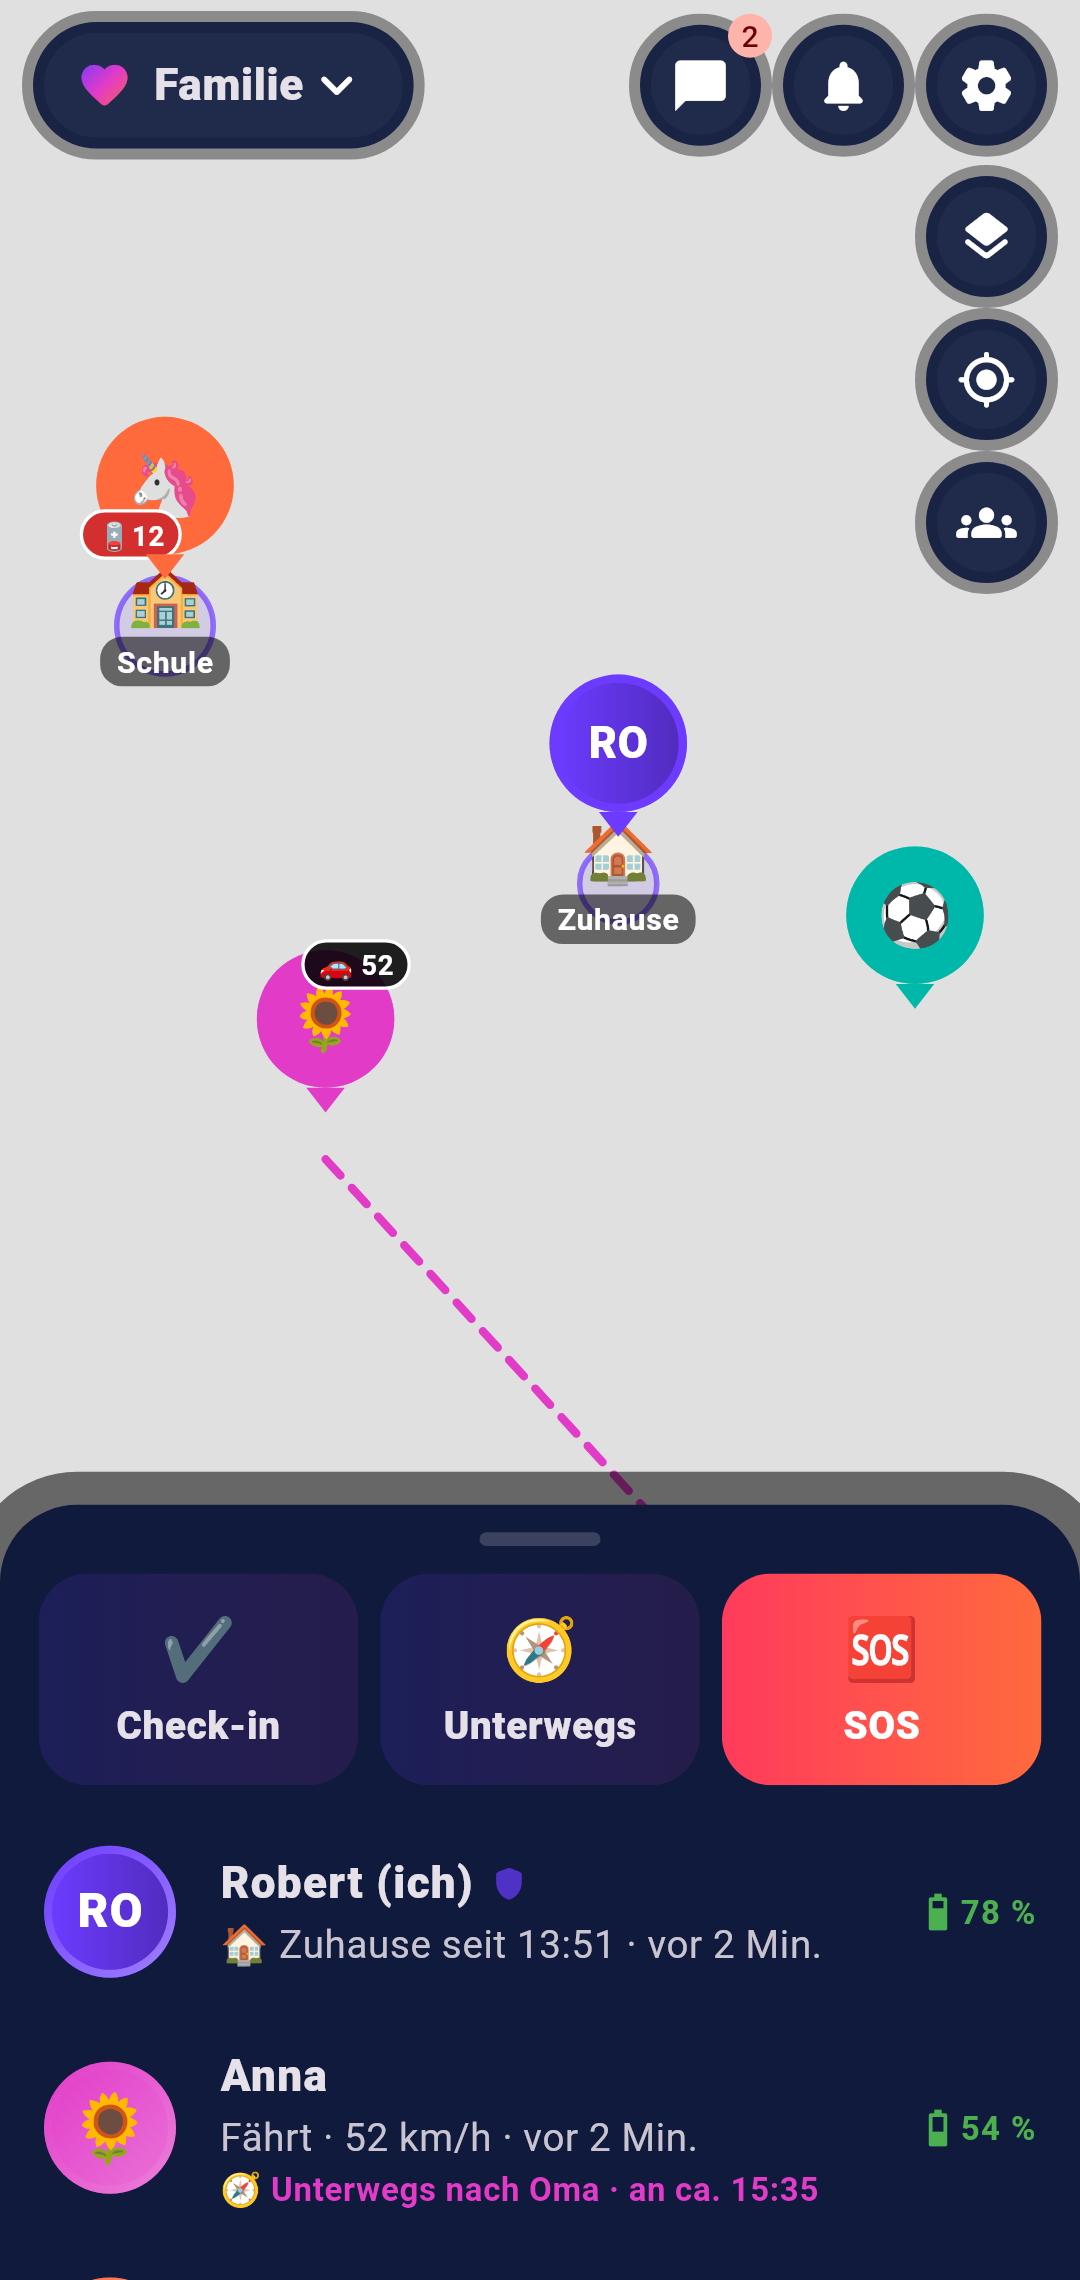 Familie
2
12
Schule
RO
Zuhause
52
SOS
Check-in
Unterwegs
SOS
RO
Robert (ich)
Zuhause seit 13:51 · vor 2 Min.
78 %
Anna
Fährt · 52 km/h · vor 2 Min.
54 %
Unterwegs nach Oma · an ca. 15:35